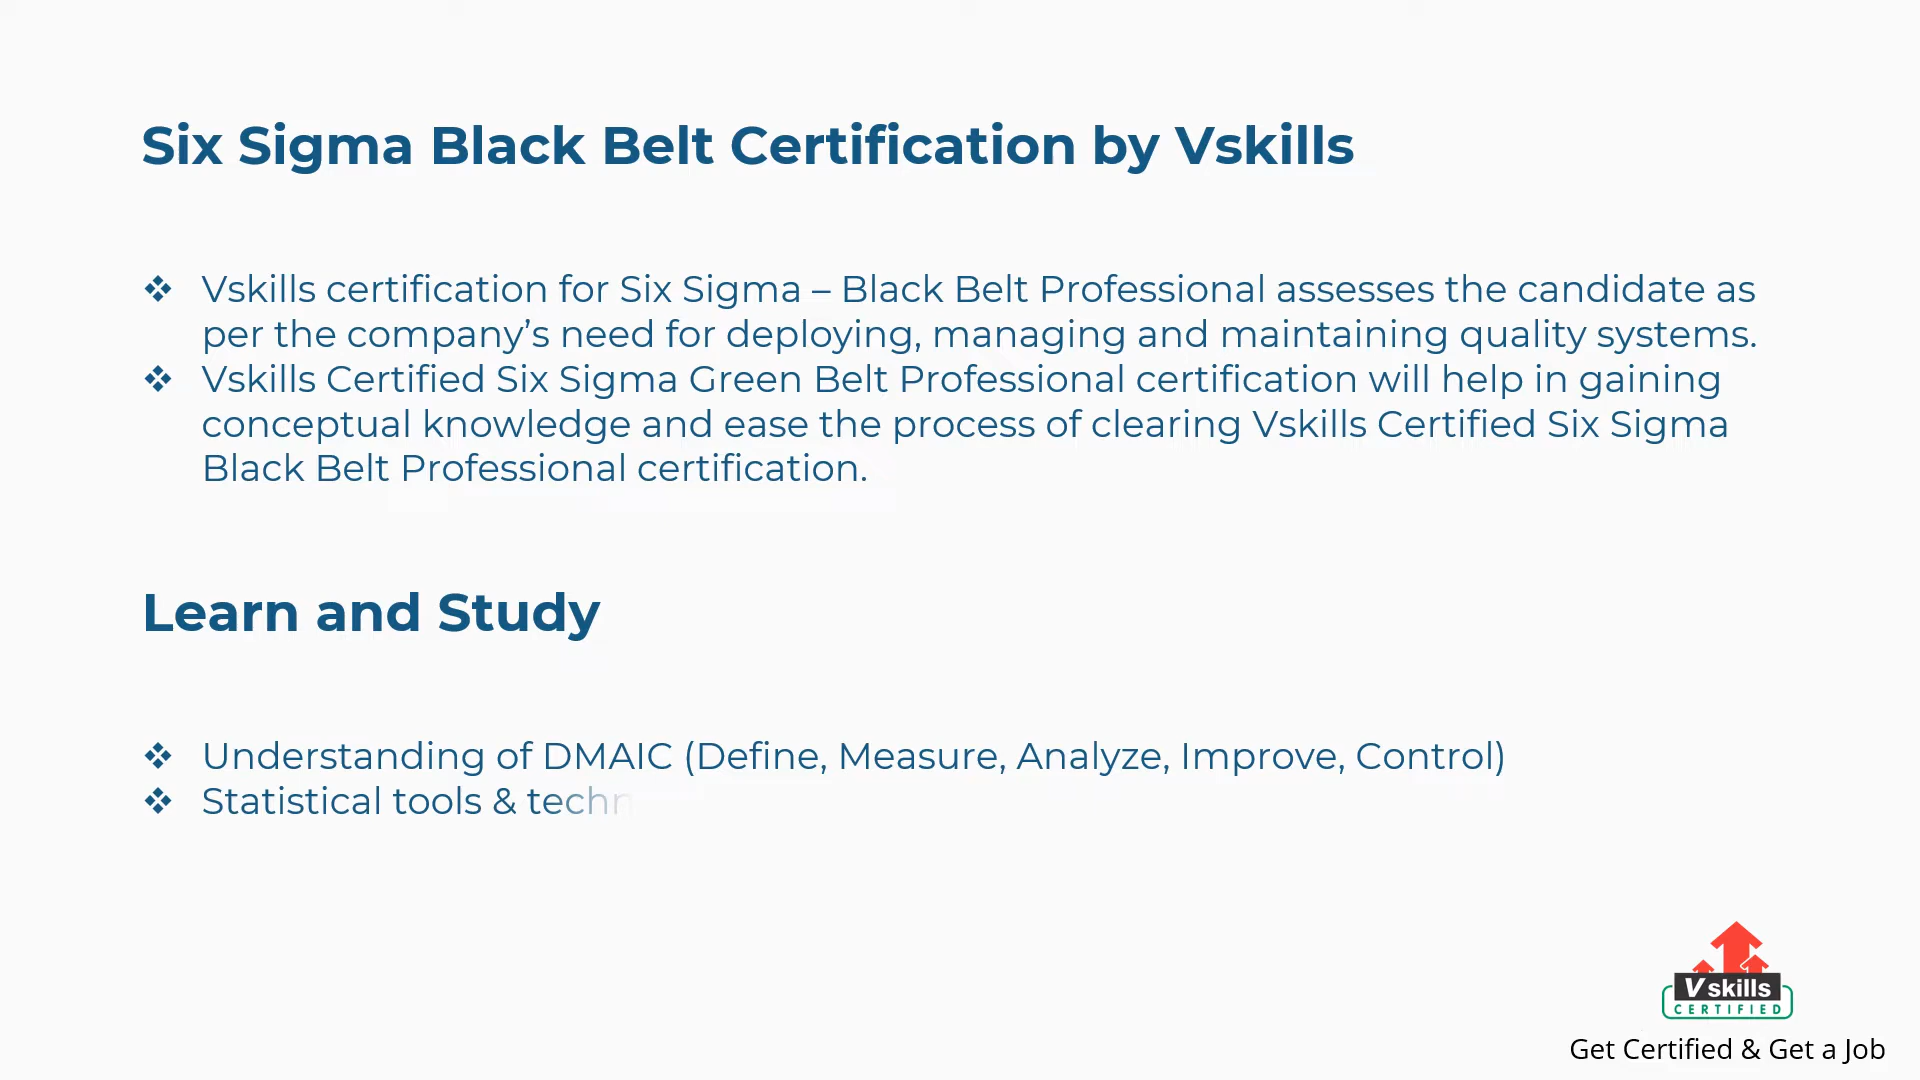 Six Sigma Black Belt Certification by Vskills
❖ Vskills certification for Six Sigma – Black Belt Professional assesses the candidate as
per the company’s need for deploying, managing and maintaining quality systems.
❖ Vskills Certified Six Sigma Green Belt Professional certification will help in gaining
conceptual knowledge and ease the process of clearing Vskills Certified Six Sigma
Black Belt Professional certification.
Learn and Study
❖ Understanding of DMAIC (Define, Measure, Analyze, Improve, Control)
❖ Statistical tools & techn
Vskills
CERTIFIED
Get Certified & Get a Job